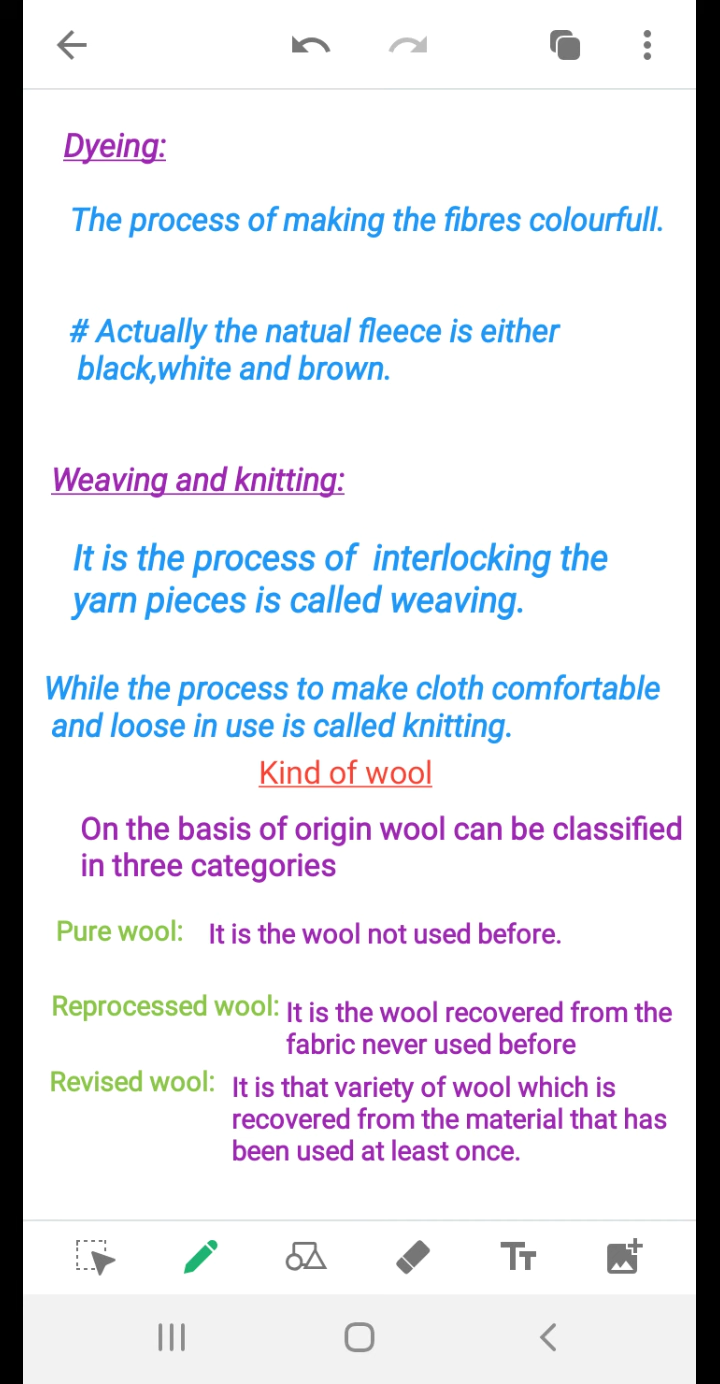 Dyeing:
The process of making the fibres colourfull.
# Actually the natual fleece is either
black,white and brown.
Weaving and knitting:
It is the process of  interlocking the
yarn pieces is called weaving.
While the process to make cloth comfortable
and loose in use is called knitting.
Kind of wool
On the basis of origin wool can be classified
in three categories
Pure wool: It is the wool not used before.
Reprocessed wool: It is the wool recovered from the
fabric never used before
Revised wool: It is that variety of wool which is
recovered from the material that has
been used at least once.
TT